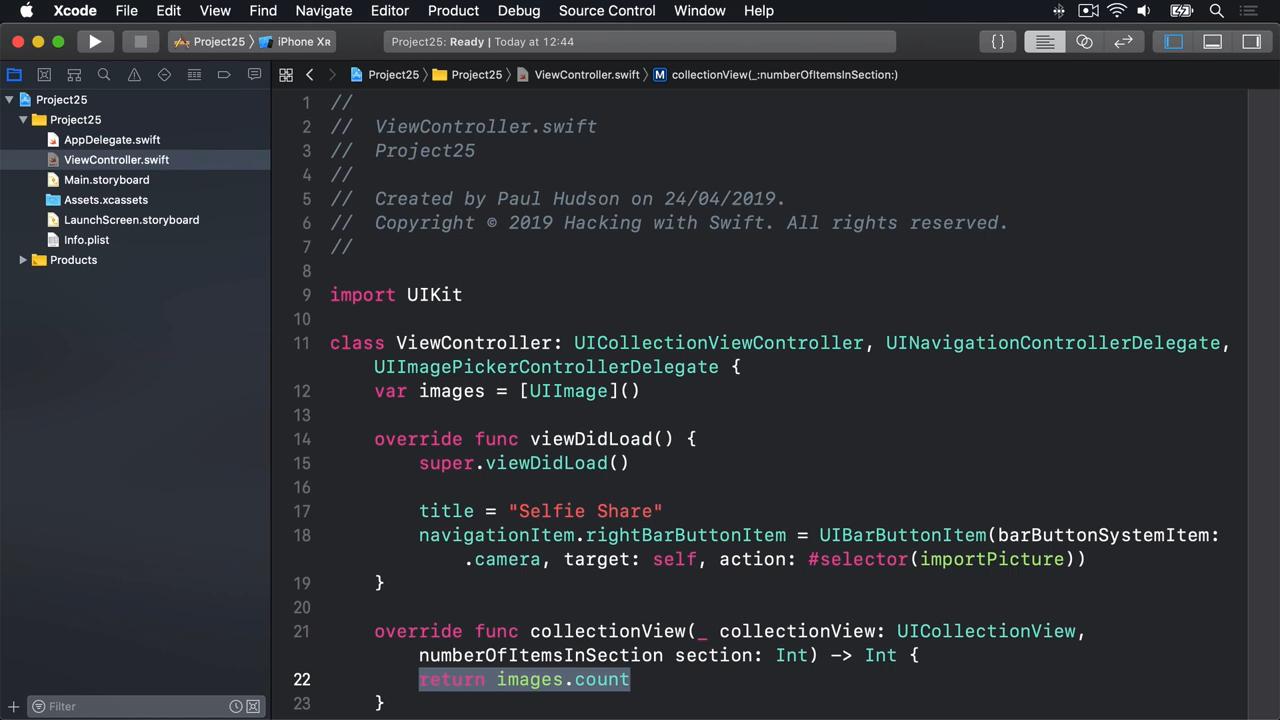 Xcode File Edit View Find Navigate Editor Product Debug Source Control Window Help
Project25 iPhone XR Project25: Ready | Today at 12:44
Project25 Project25 ViewController.swift M collectionView(_:numberOfItemsInSection:)
Project25
Project25
AppDelegate.swift
ViewController.swift
Main.storyboard
Assets.xcassets
LaunchScreen.storyboard
Info.plist
Products
Filter
1 //
2 //  ViewController.swift
3 //  Project25
4 //
5 //  Created by Paul Hudson on 24/04/2019.
6 //  Copyright © 2019 Hacking with Swift. All rights reserved.
7 //
8
9 import UIKit
10
11 class ViewController: UICollectionViewController, UINavigationControllerDelegate,
UIImagePickerControllerDelegate {
12 var images = [UIImage]()
13
14 override func viewDidLoad() {
15 super.viewDidLoad()
16
17 title = "Selfie Share"
18 navigationItem.rightBarButtonItem = UIBarButtonItem(barButtonSystemItem:
.camera, target: self, action: #selector(importPicture))
19 }
20
21 override func collectionView(_ collectionView: UICollectionView,
numberOfItemsInSection section: Int) -> Int {
22 return images.count
23 }